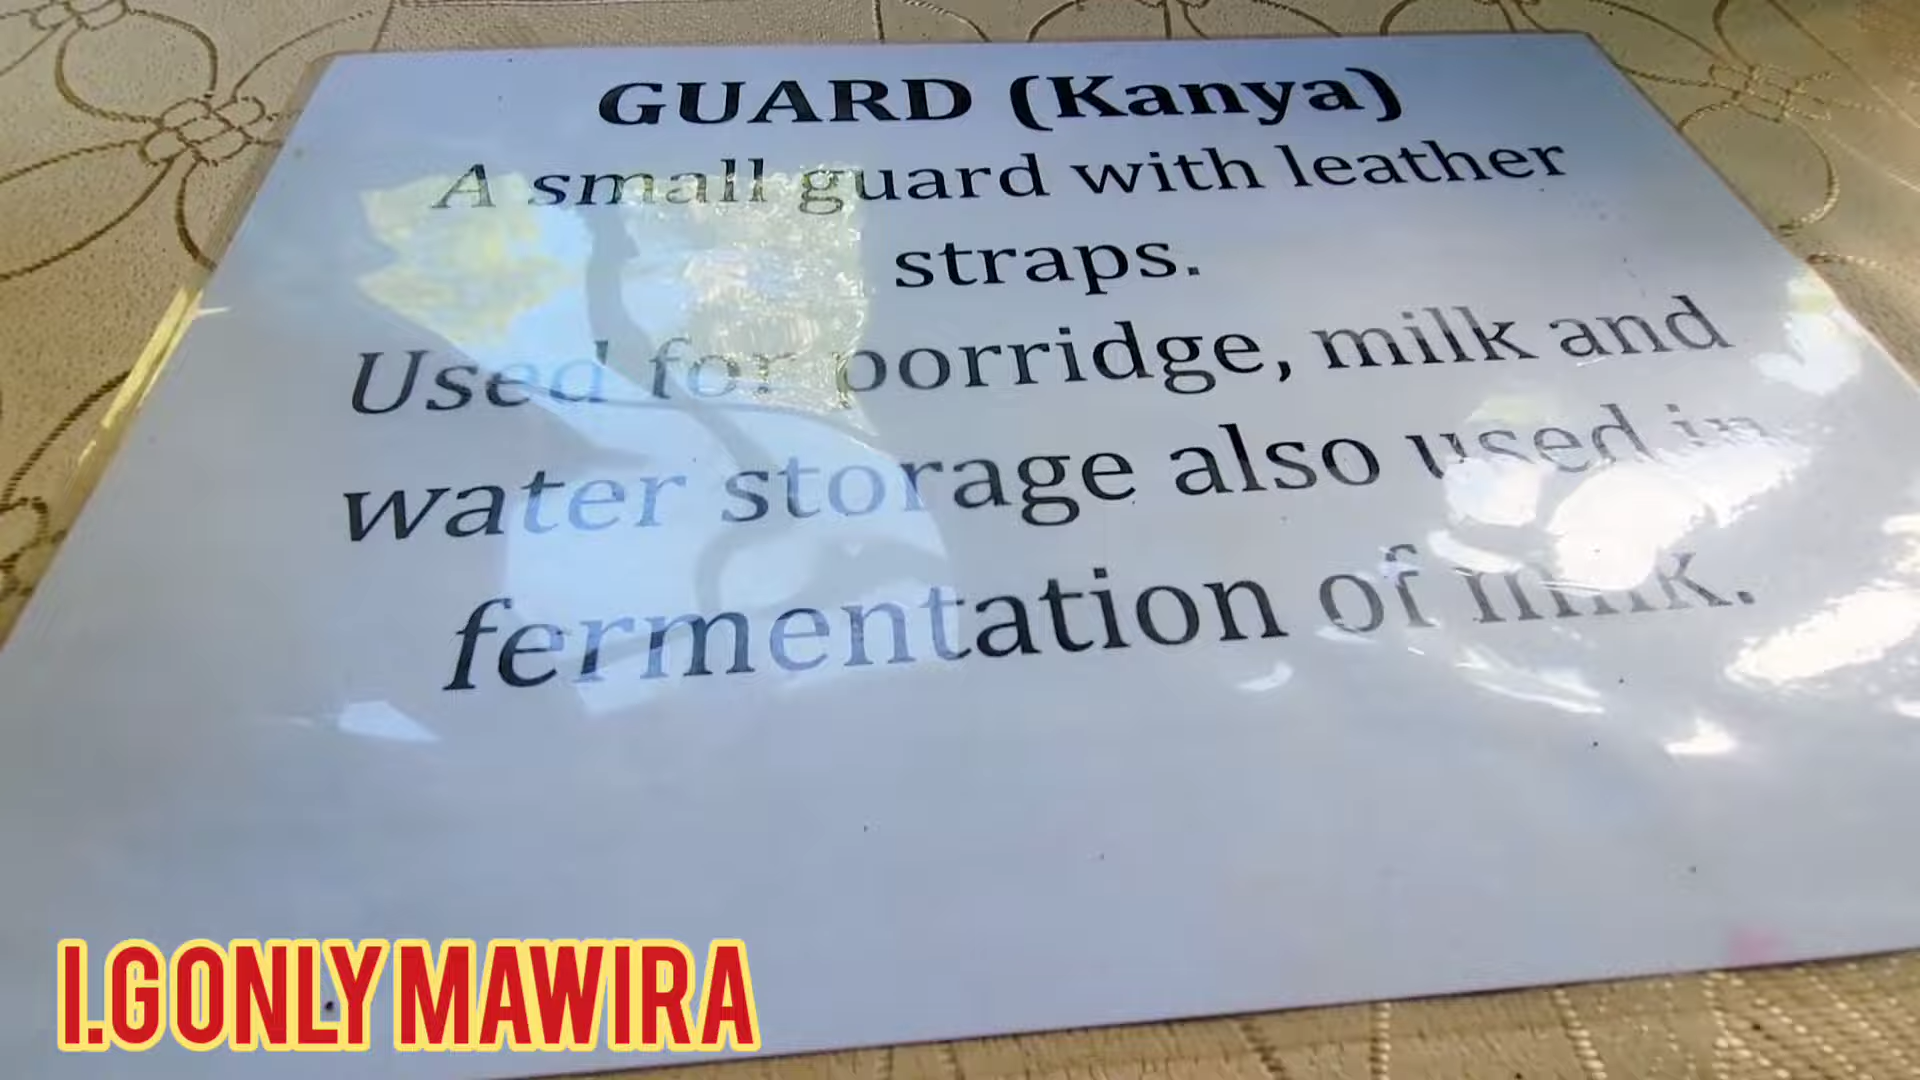 GUARD (Kanya)
A small guard with leather
straps.
Used for porridge, milk and
water storage also used in
fermentation of milk.
I.G ONLY MAWIRA